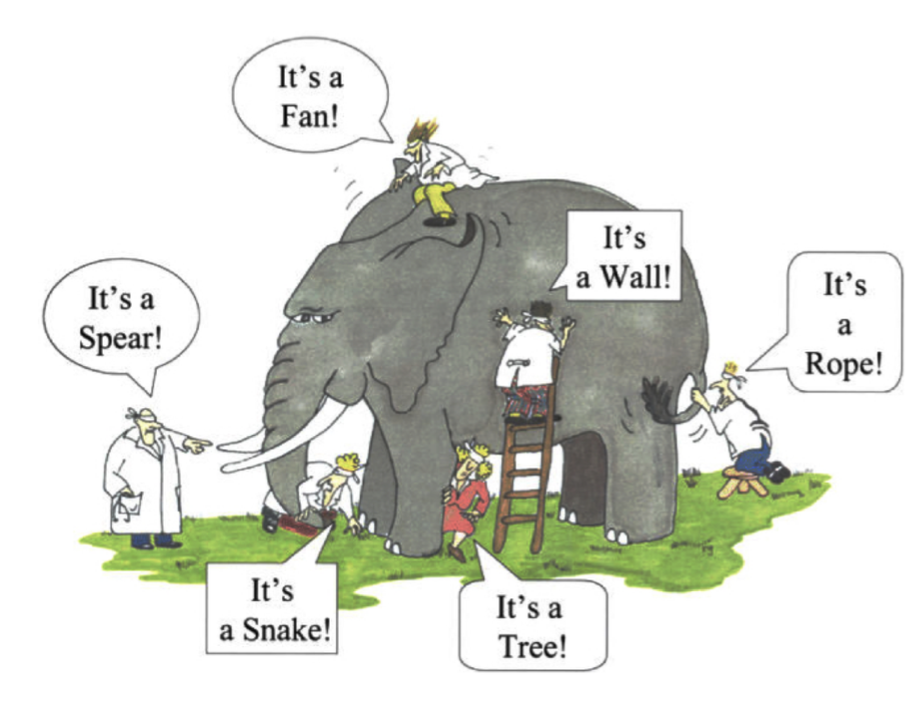 It's a
Fan!
It's
a Wall!
It's
a
Rope!
It's a
Spear!
It's
a Snake!
It's a
Tree!